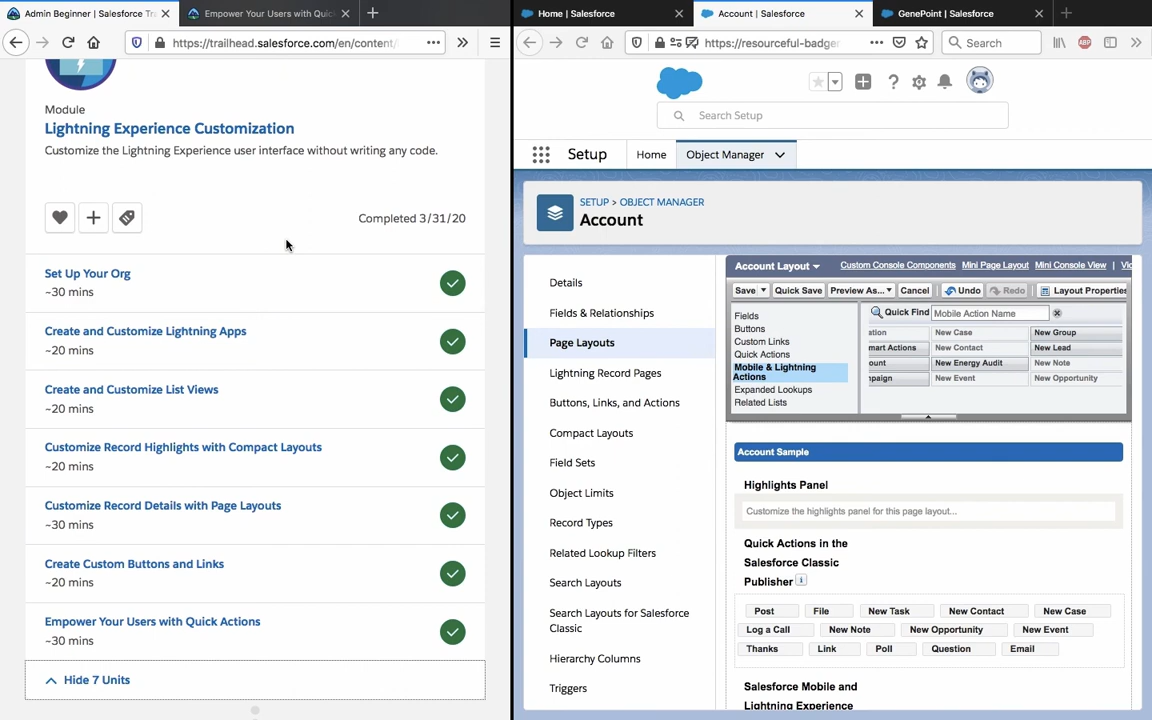 Admin Beginner | Salesforce Tra
Empower Your Users with Quick
https://trailhead.salesforce.com/en/content/
Module
Lightning Experience Customization
Customize the Lightning Experience user interface without writing any code.
Completed 3/31/20
Set Up Your Org
~30 mins
Create and Customize Lightning Apps
~20 mins
Create and Customize List Views
~20 mins
Customize Record Highlights with Compact Layouts
~20 mins
Customize Record Details with Page Layouts
~30 mins
Create Custom Buttons and Links
~20 mins
Empower Your Users with Quick Actions
~30 mins
Hide 7 Units
Home | Salesforce
Account | Salesforce
GenePoint | Salesforce
https://resourceful-badger
Search
ABP
Search Setup
Setup
Home
Object Manager
SETUP > OBJECT MANAGER
Account
Details
Fields & Relationships
Page Layouts
Lightning Record Pages
Buttons, Links, and Actions
Compact Layouts
Field Sets
Object Limits
Record Types
Related Lookup Filters
Search Layouts
Search Layouts for Salesforce
Classic
Hierarchy Columns
Triggers
Account Layout Custom Console Components Mini Page Layout Mini Console View | Vi
Save Quick Save Preview As... Cancel Undo Redo Layout Properties
Fields
Buttons
Custom Links
Quick Actions
Mobile & Lightning
Actions
Expanded Lookups
Related Lists
Quick Find Mobile Action Name
ation New Case New Group
mart Actions New Contact New Lead
ount New Energy Audit New Note
paign New Event New Opportunity
Account Sample
Highlights Panel
Customize the highlights panel for this page layout...
Quick Actions in the
Salesforce Classic
Publisher i
Post File New Task New Contact New Case
Log a Call New Note New Opportunity New Event
Thanks Link Poll Question Email
Salesforce Mobile and
Lightning Experience